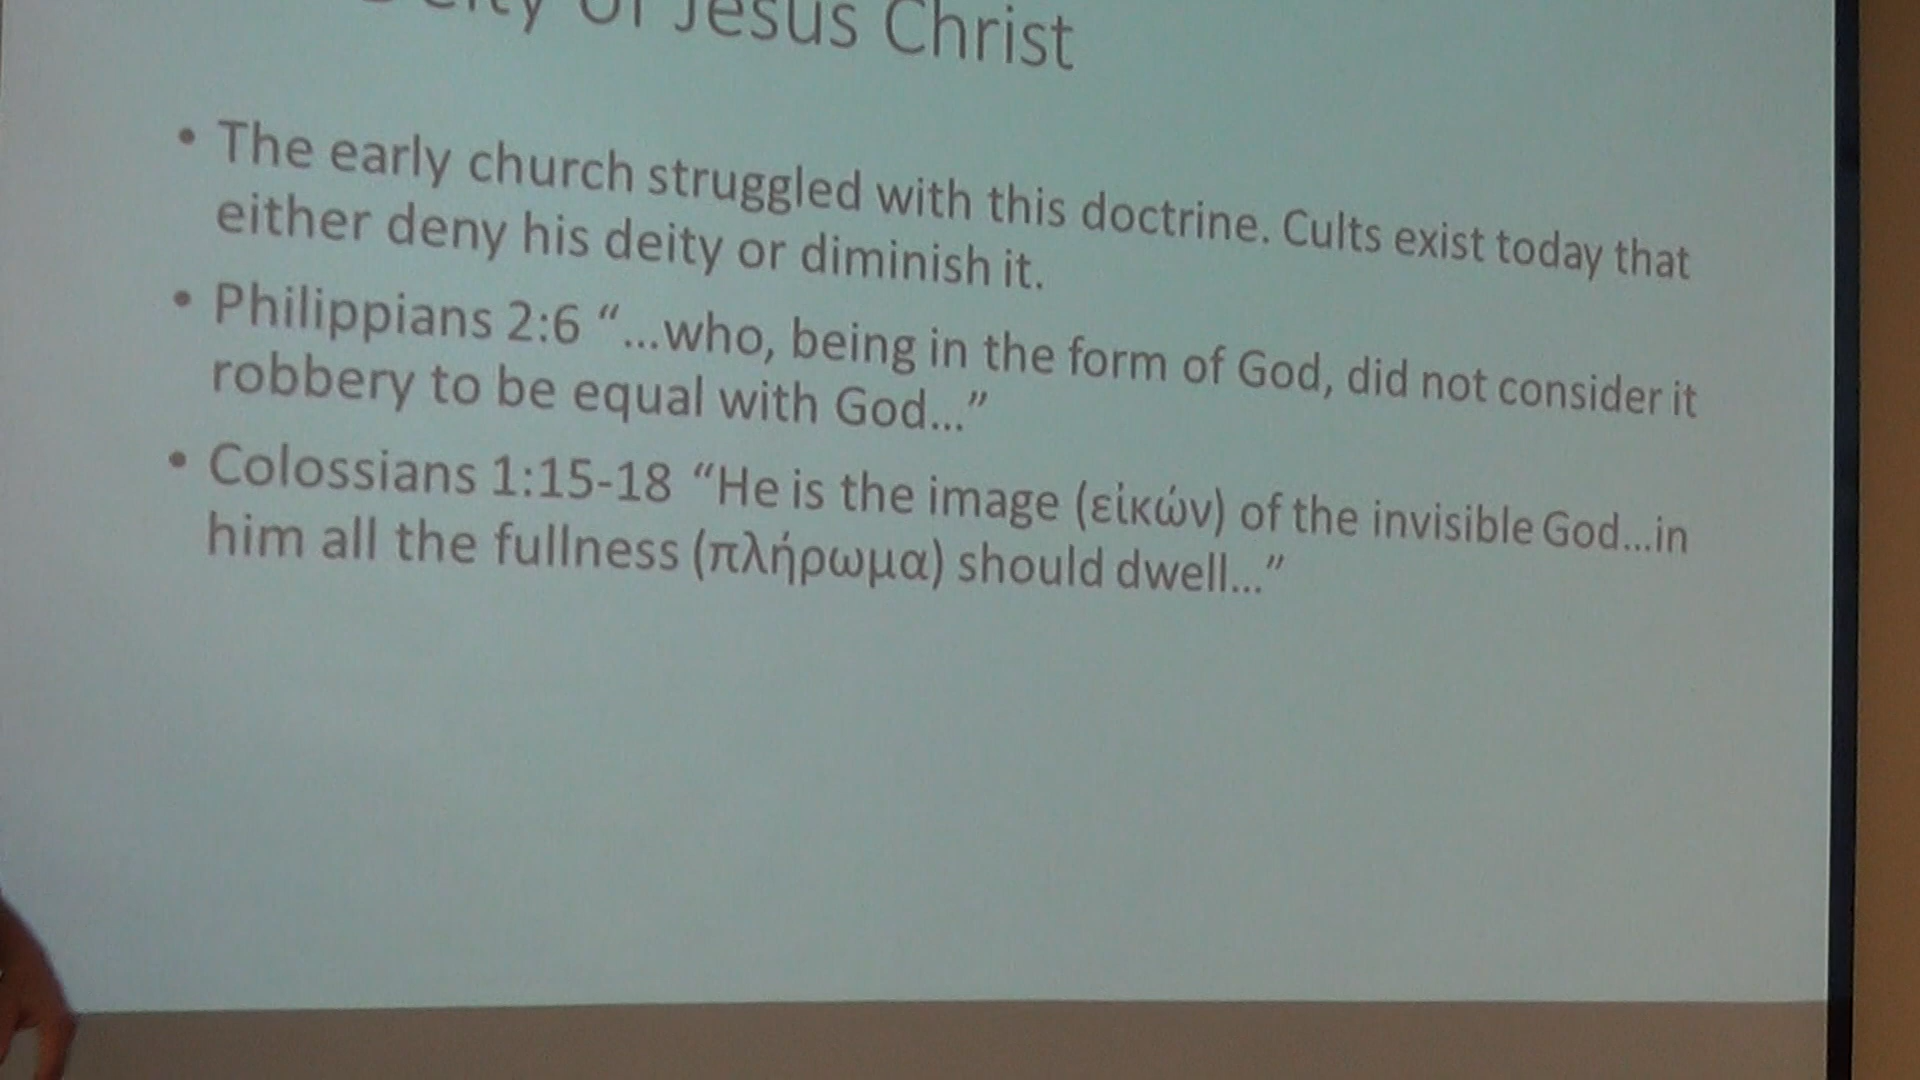 Deity of Jesus Christ
• The early church struggled with this doctrine. Cults exist today that
either deny his deity or diminish it.
• Philippians 2:6 “...who, being in the form of God, did not consider it
robbery to be equal with God...”
• Colossians 1:15-18 “He is the image (εἰκών) of the invisible God...in
him all the fullness (πλήρωμα) should dwell...”